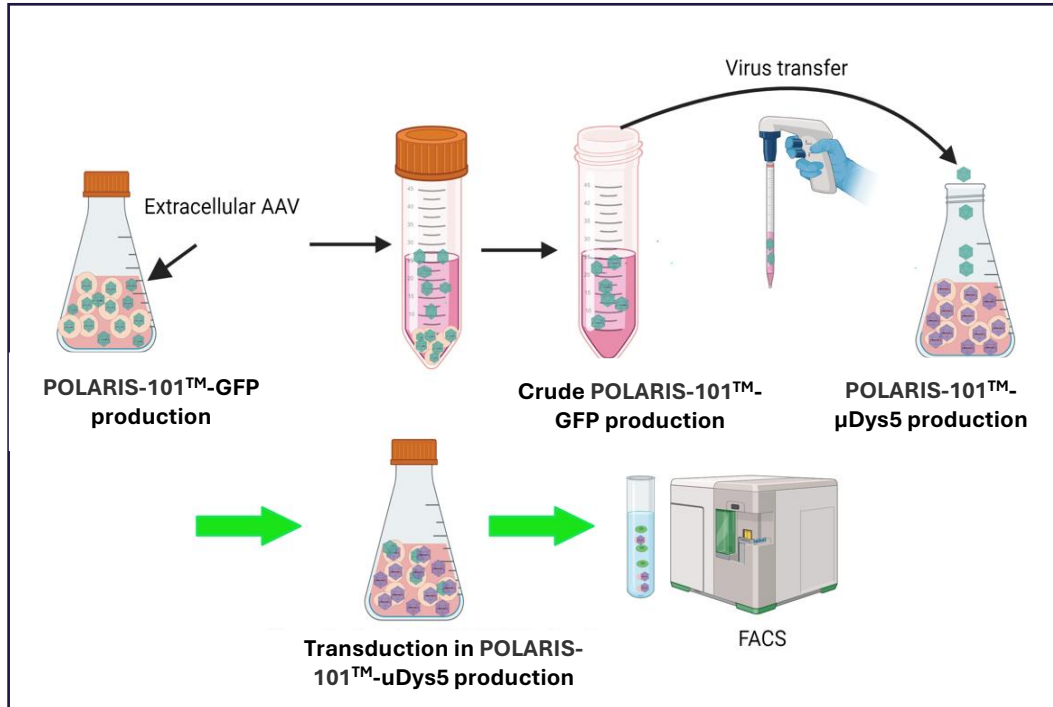 Virus transfer
Extracellular AAV
POLARIS-101™-GFP
production
Crude POLARIS-101™-
GFP production
POLARIS-101™-
µDys5 production
Transduction in POLARIS-
101™-uDys5 production
FACS